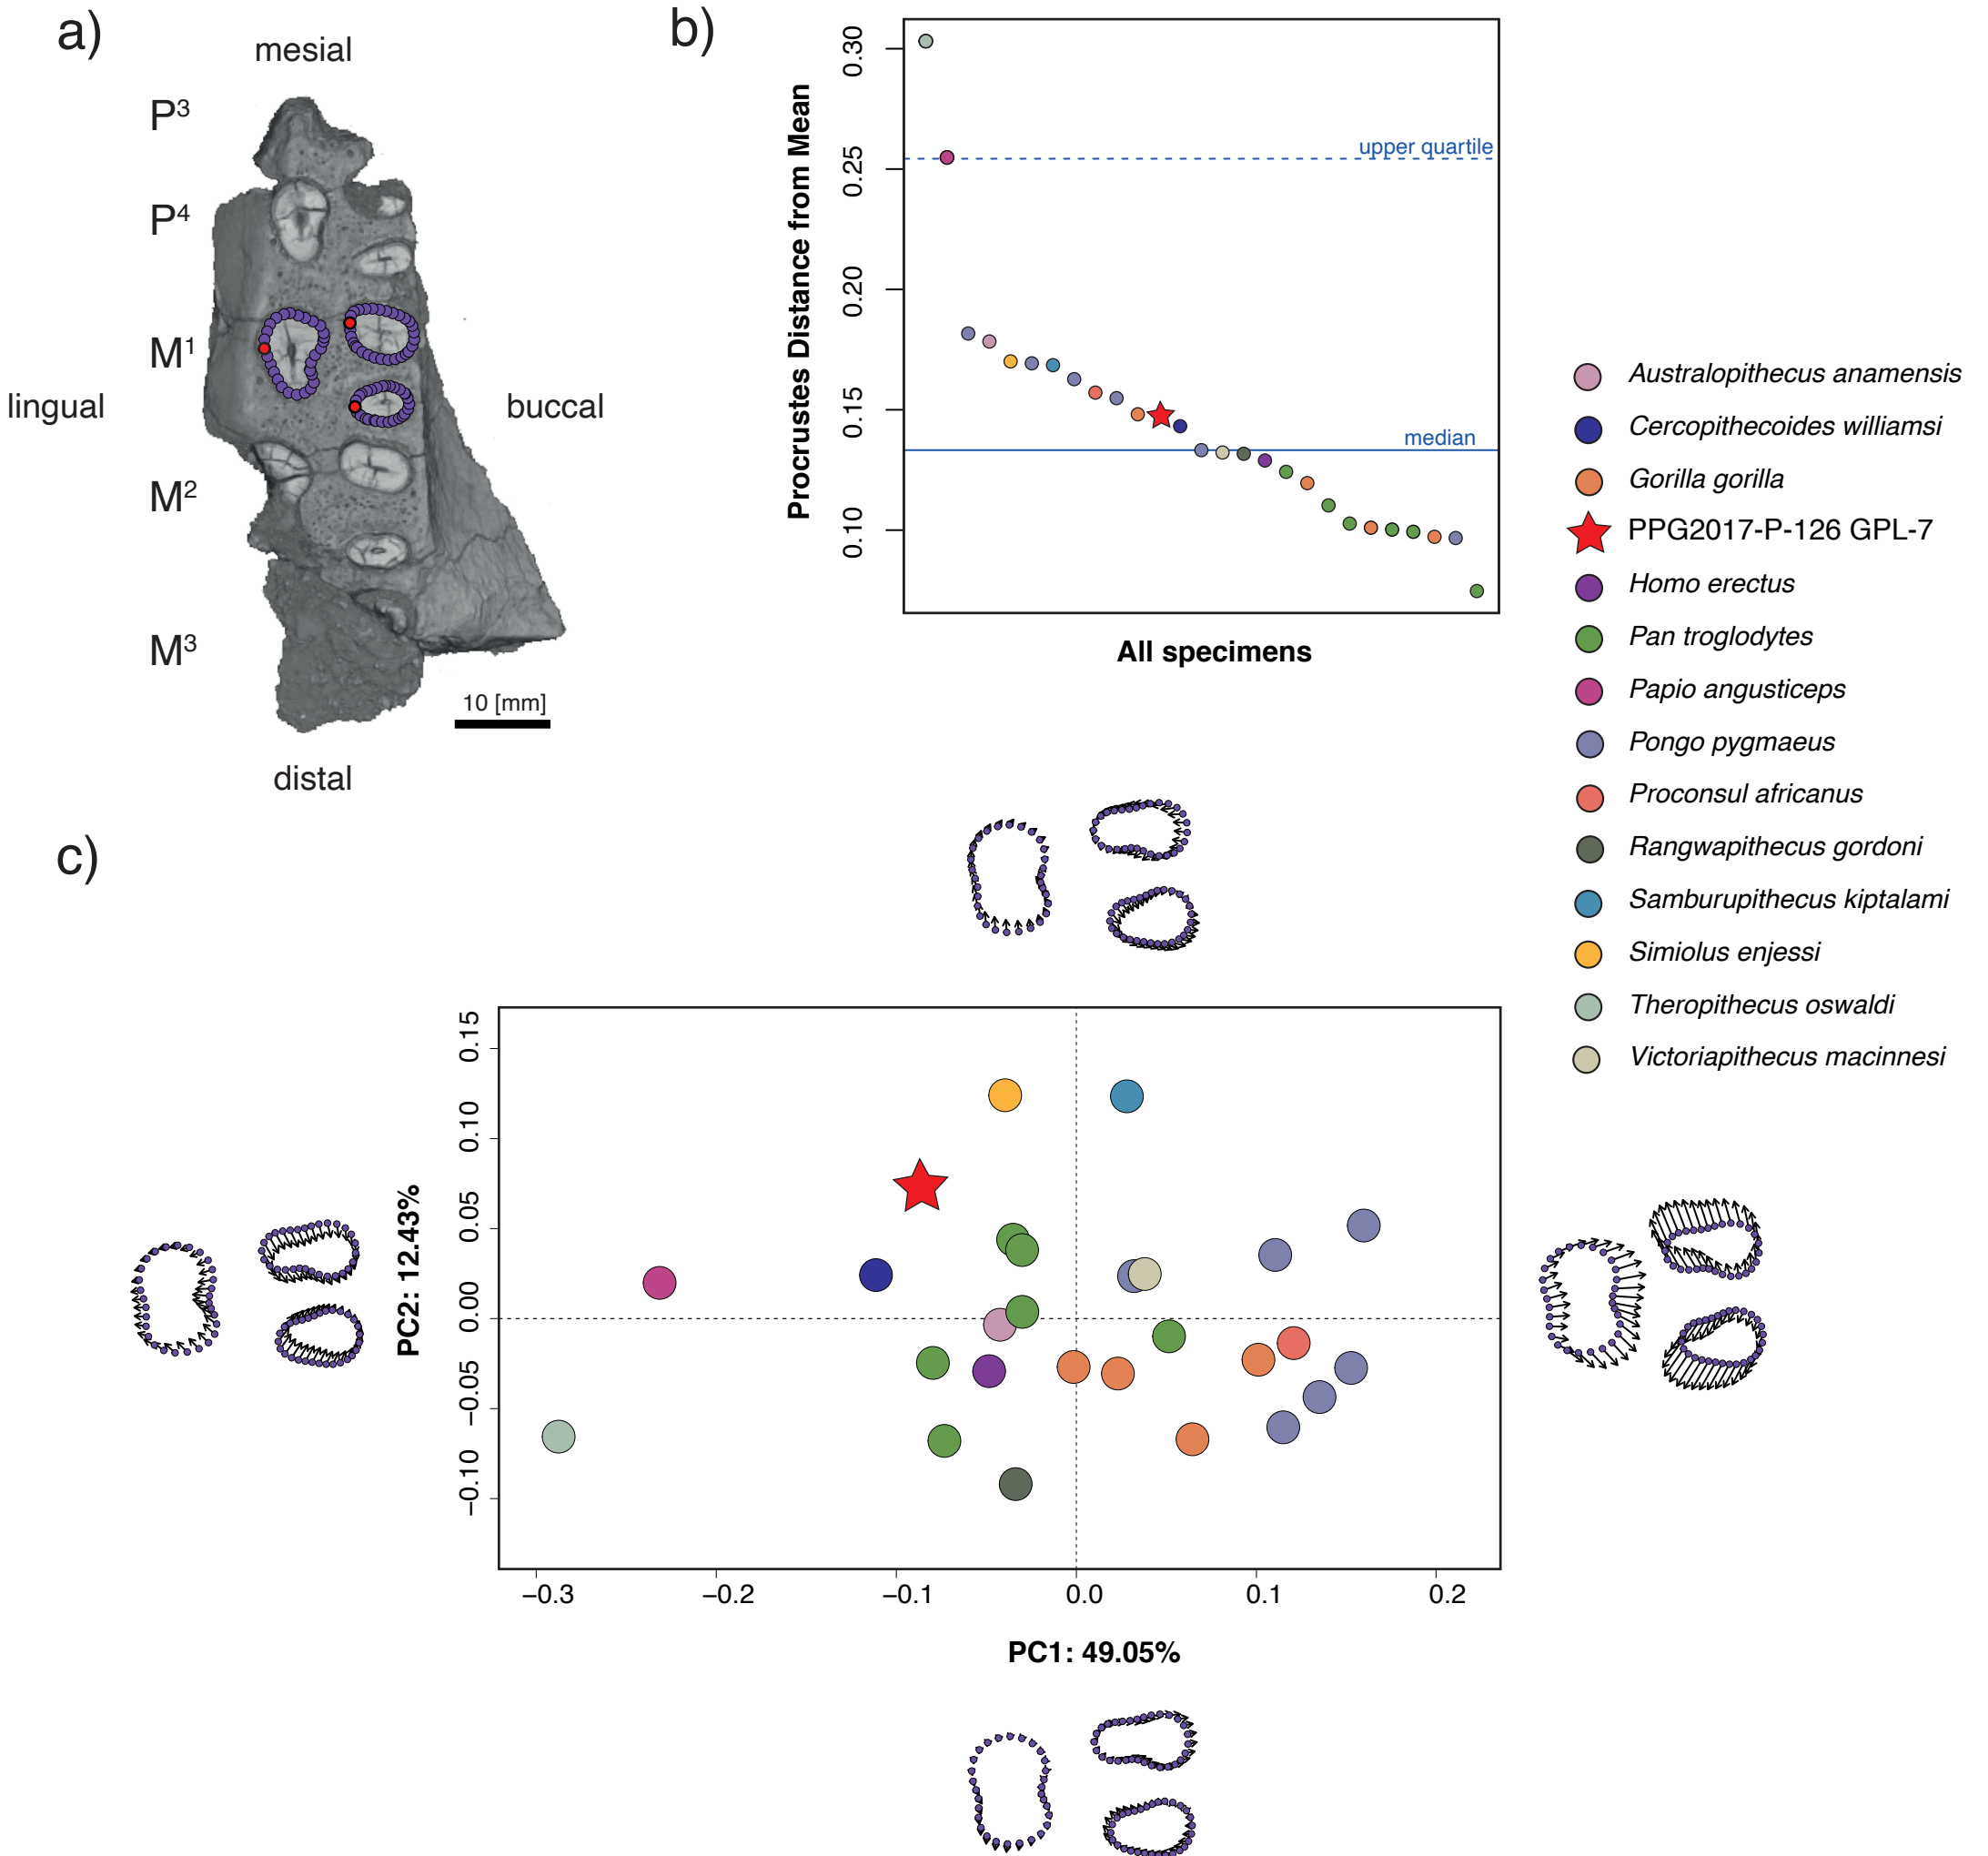 a)
mesial
P3
P4
M1
lingual
buccal
M2
M3
10 [mm]
distal
b)
Procrustes Distance from Mean
0.30
0.25
0.20
0.15
0.10
upper quartile
median
All specimens
Australopithecus anamensis
Cercopithecoides williamsi
Gorilla gorilla
PPG2017-P-126 GPL-7
Homo erectus
Pan troglodytes
Papio angusticeps
Pongo pygmaeus
Proconsul africanus
Rangwapithecus gordoni
Samburupithecus kiptalami
Simiolus enjessi
Theropithecus oswaldi
Victoriapithecus macinnesi
c)
PC2: 12.43%
0.15
0.10
0.05
0.00
−0.05
−0.10
−0.3
−0.2
−0.1
0.0
0.1
0.2
PC1: 49.05%